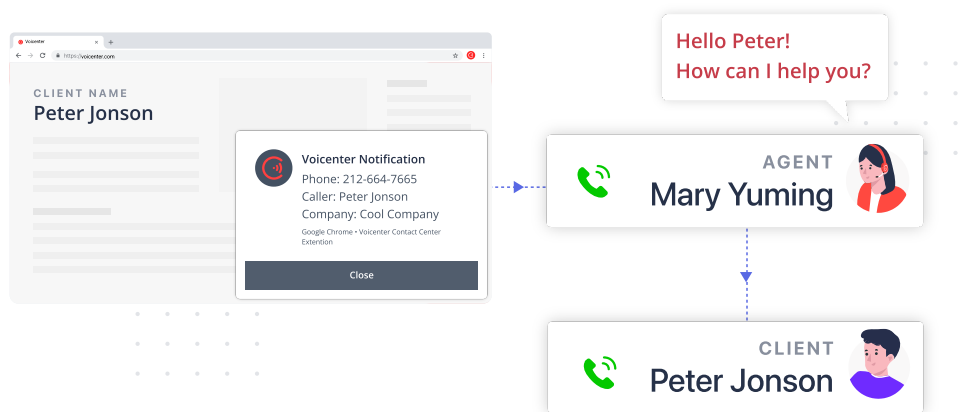 Voicenter
https://voicenter.com
CLIENT NAME
Peter Jonson
Voicenter Notification
Phone: 212-664-7665
Caller: Peter Jonson
Company: Cool Company
Google Chrome • Voicenter Contact Center
Extention
Close
Hello Peter!
How can I help you?
AGENT
Mary Yuming
CLIENT
Peter Jonson